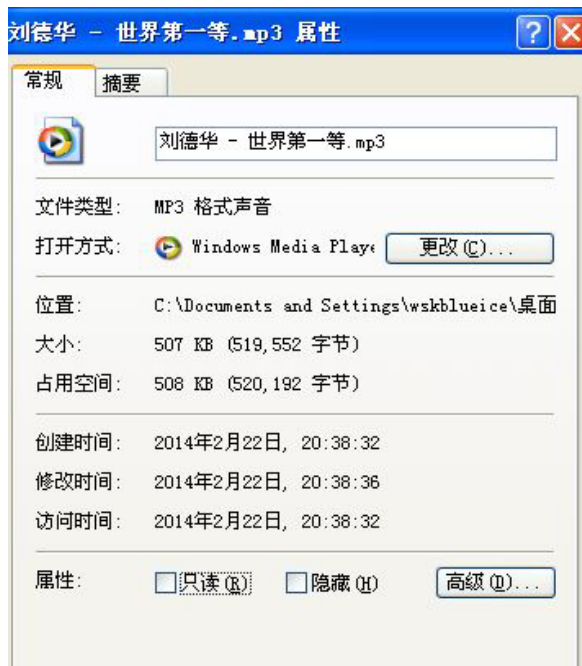 刘德华 - 世界第一等.mp3 属性
常规 摘要
刘德华 - 世界第一等.mp3
文件类型: MP3 格式声音
打开方式: Windows Media Playe 更改(C)...
位置: C:\Documents and Settings\wskblueice\桌面
大小: 507 KB (519,552 字节)
占用空间: 508 KB (520,192 字节)
创建时间: 2014年2月22日, 20:38:32
修改时间: 2014年2月22日, 20:38:36
访问时间: 2014年2月22日, 20:38:32
属性: 只读(R) 隐藏(H) 高级(D)...